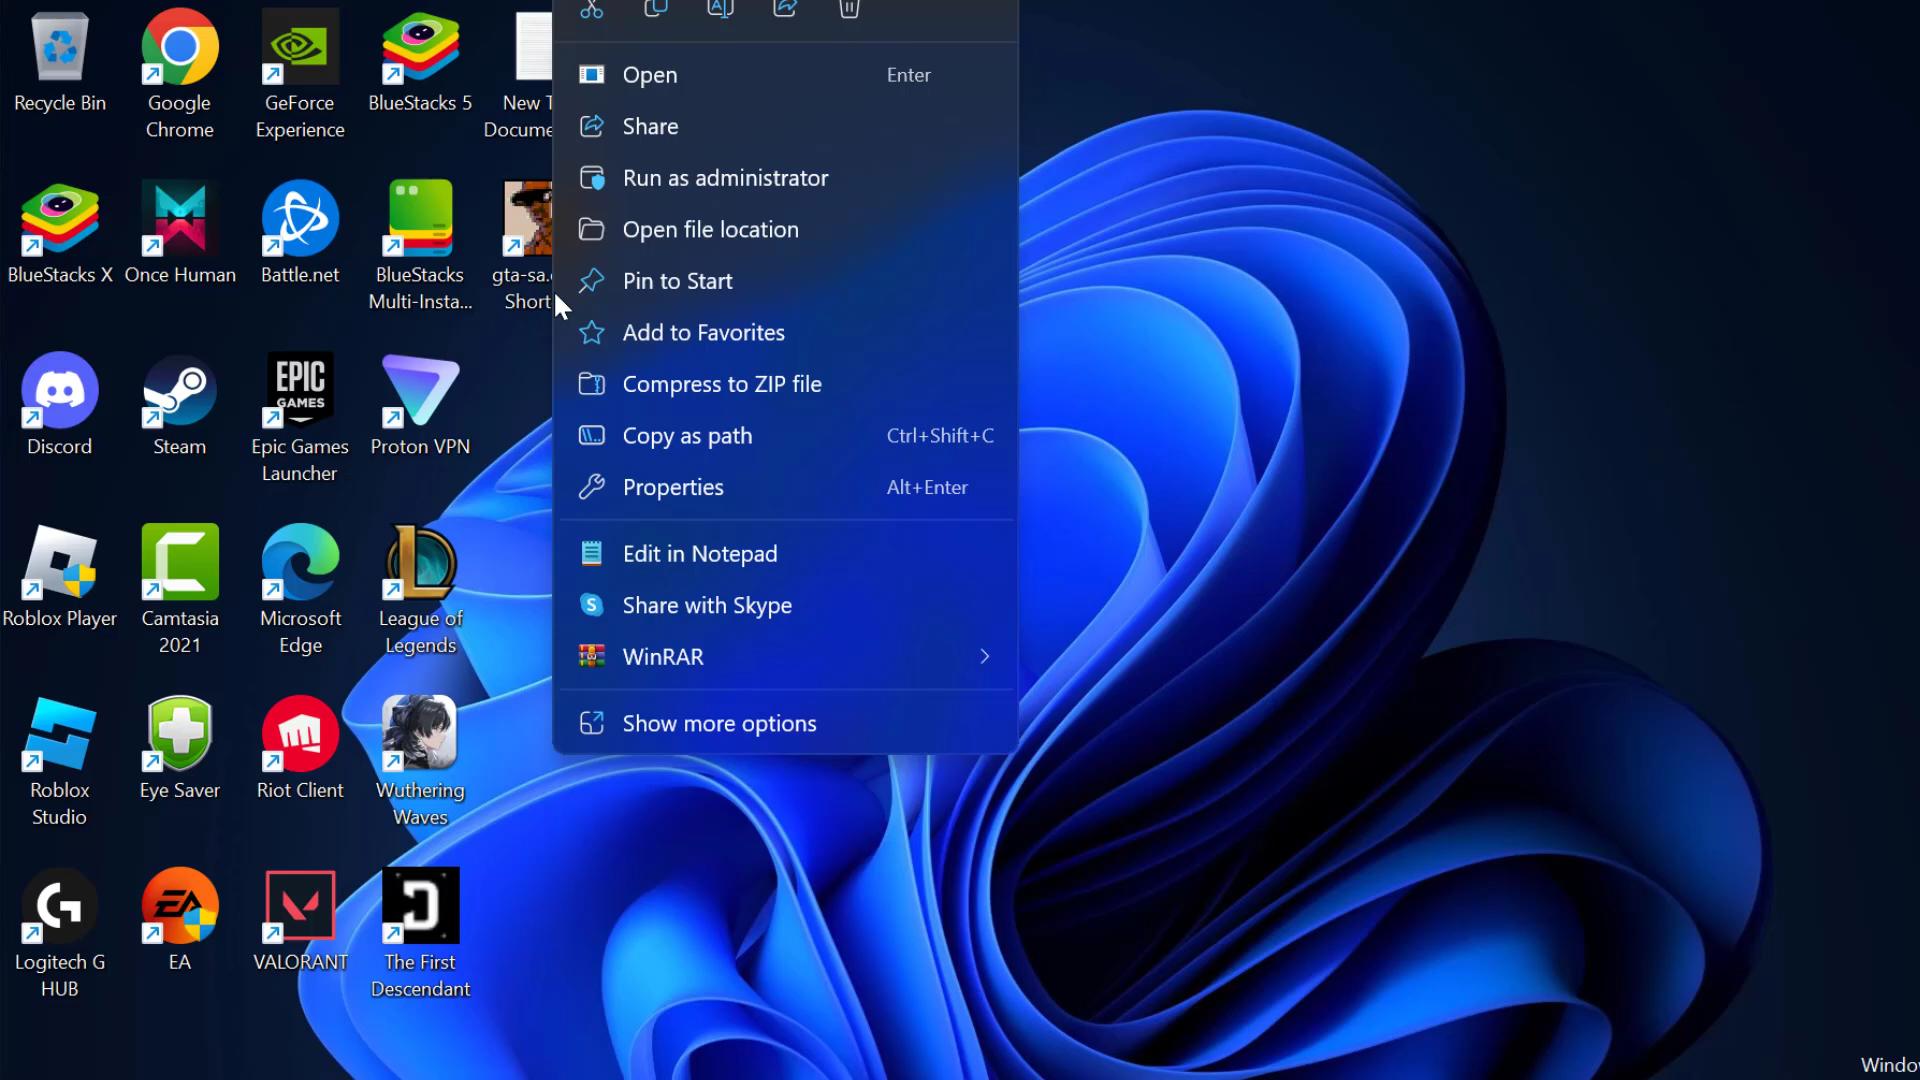 Recycle Bin
Google
Chrome
GeForce
Experience
BlueStacks 5
New
Docume
BlueStacks X
Once Human
Battle.net
BlueStacks
Multi-Insta...
gta-sa.
Short
Discord
Steam
EPIC
GAMES
Epic Games
Launcher
Proton VPN
Roblox Player
Camtasia
2021
Microsoft
Edge
League of
Legends
Roblox
Studio
Eye Saver
Riot Client
Wuthering
Waves
Logitech G
HUB
EA
EA
VALORANT
The First
Descendant
Open Enter
Share
Run as administrator
Open file location
Pin to Start
Add to Favorites
Compress to ZIP file
Copy as path Ctrl+Shift+C
Properties Alt+Enter
Edit in Notepad
Share with Skype
WinRAR
Show more options
Windo